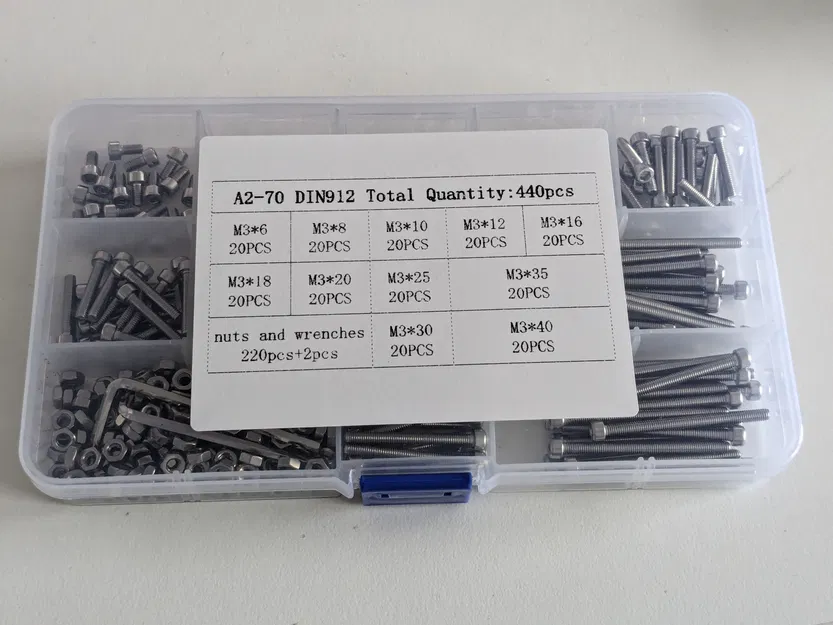 A2-70 DIN912 Total Quantity:440pcs
M3*6 M3*8 M3*10 M3*12 M3*16
20PCS 20PCS 20PCS 20PCS 20PCS
M3*18 M3*20 M3*25 M3*35
20PCS 20PCS 20PCS 20PCS
nuts and wrenches M3*30 M3*40
220pcs+2pcs 20PCS 20PCS